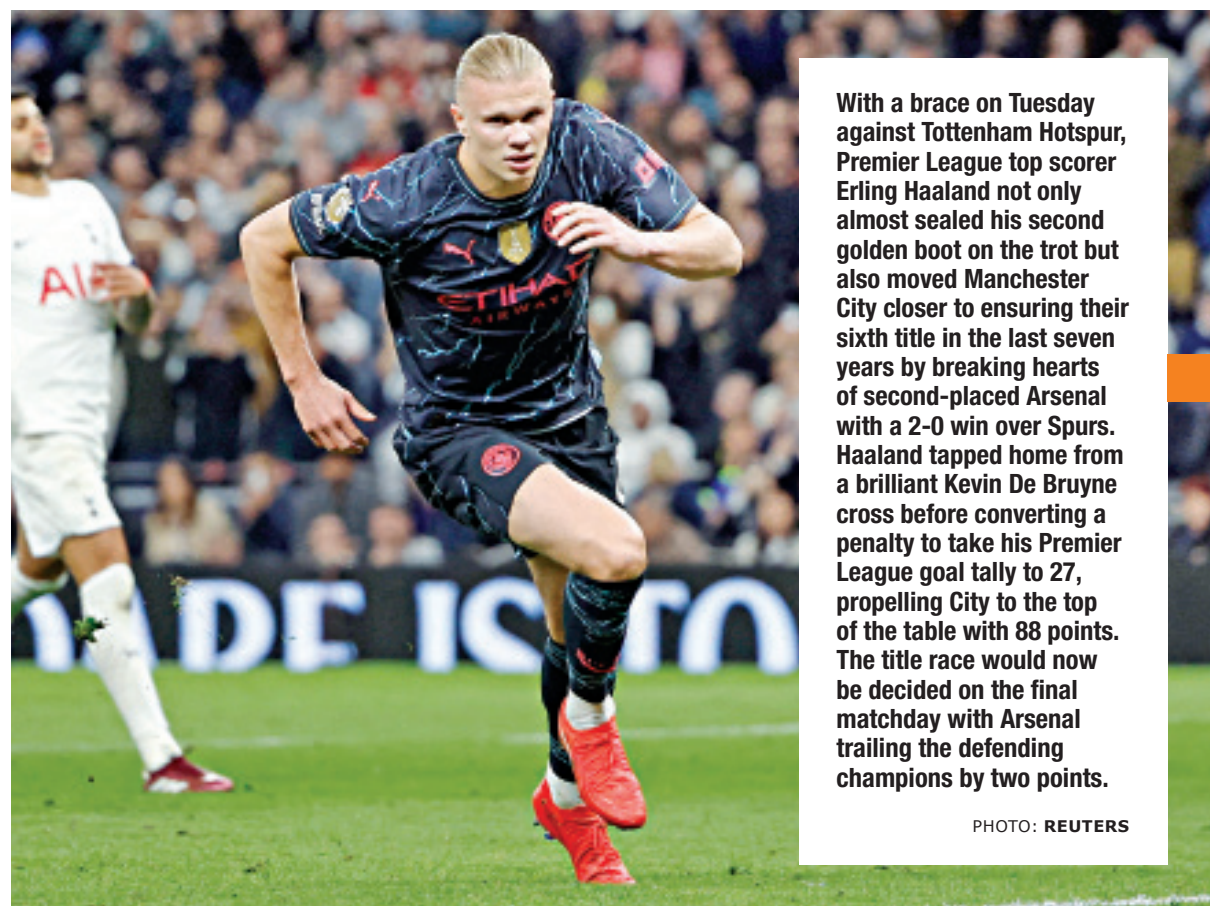 With a brace on Tuesday
against Tottenham Hotspur,
Premier League top scorer
Erling Haaland not only
almost sealed his second
golden boot on the trot but
also moved Manchester
City closer to ensuring their
sixth title in the last seven
years by breaking hearts
of second-placed Arsenal
with a 2-0 win over Spurs.
Haaland tapped home from
a brilliant Kevin De Bruyne
cross before converting a
penalty to take his Premier
League goal tally to 27,
propelling City to the top
of the table with 88 points.
The title race would now
be decided on the final
matchday with Arsenal
trailing the defending
champions by two points.
PHOTO: REUTERS
AI
ETIHAD
AIRWAYS
DARE IS TO